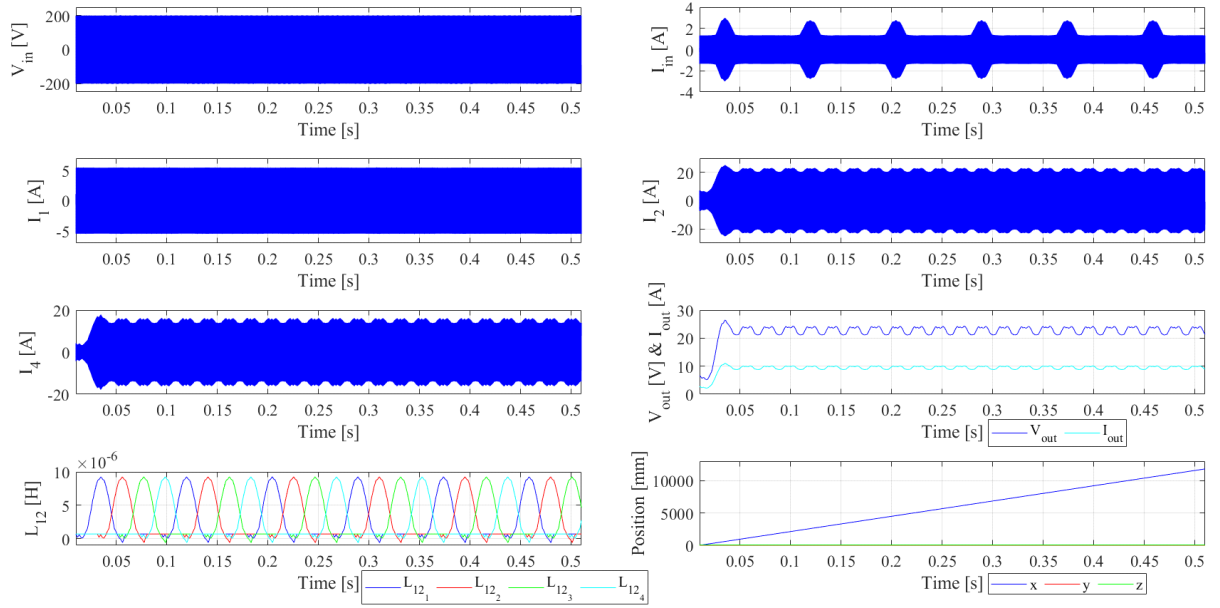 V_in [V]
200
0
-200
0.05 0.1 0.15 0.2 0.25 0.3 0.35 0.4 0.45 0.5
Time [s]
I_in [A]
4
2
0
-2
-4
0.05 0.1 0.15 0.2 0.25 0.3 0.35 0.4 0.45 0.5
Time [s]
I_1 [A]
5
0
-5
0.05 0.1 0.15 0.2 0.25 0.3 0.35 0.4 0.45 0.5
Time [s]
I_2 [A]
20
0
-20
0.05 0.1 0.15 0.2 0.25 0.3 0.35 0.4 0.45 0.5
Time [s]
I_4 [A]
20
0
-20
0.05 0.1 0.15 0.2 0.25 0.3 0.35 0.4 0.45 0.5
Time [s]
V_out [V] & I_out [A]
30
20
10
0
0.05 0.1 0.15 0.2 0.25 0.3 0.35 0.4 0.45 0.5
Time [s]
V_out I_out
×10^-6
L_12 [H]
10
5
0
0.05 0.1 0.15 0.2 0.25 0.3 0.35 0.4 0.45 0.5
Time [s]
L_12_1 L_12_2 L_12_3 L_12_4
Position [mm]
10000
5000
0
0.05 0.1 0.15 0.2 0.25 0.3 0.35 0.4 0.45 0.5
Time [s]
x y z